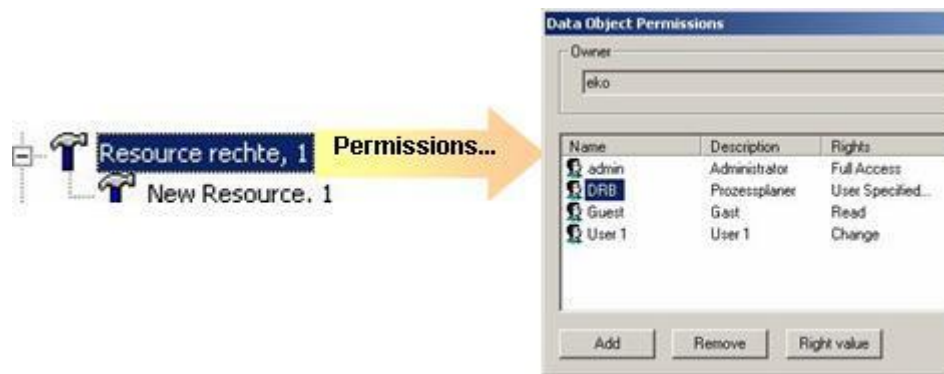 Resource rechte, 1
New Resource. 1
Permissions...
Data Object Permissions
Owner
eko
Name Description Rights
admin Administrator Full Access
DRB Prozessplaner User Specified...
Guest Gast Read
User 1 User 1 Change
Add Remove Right value